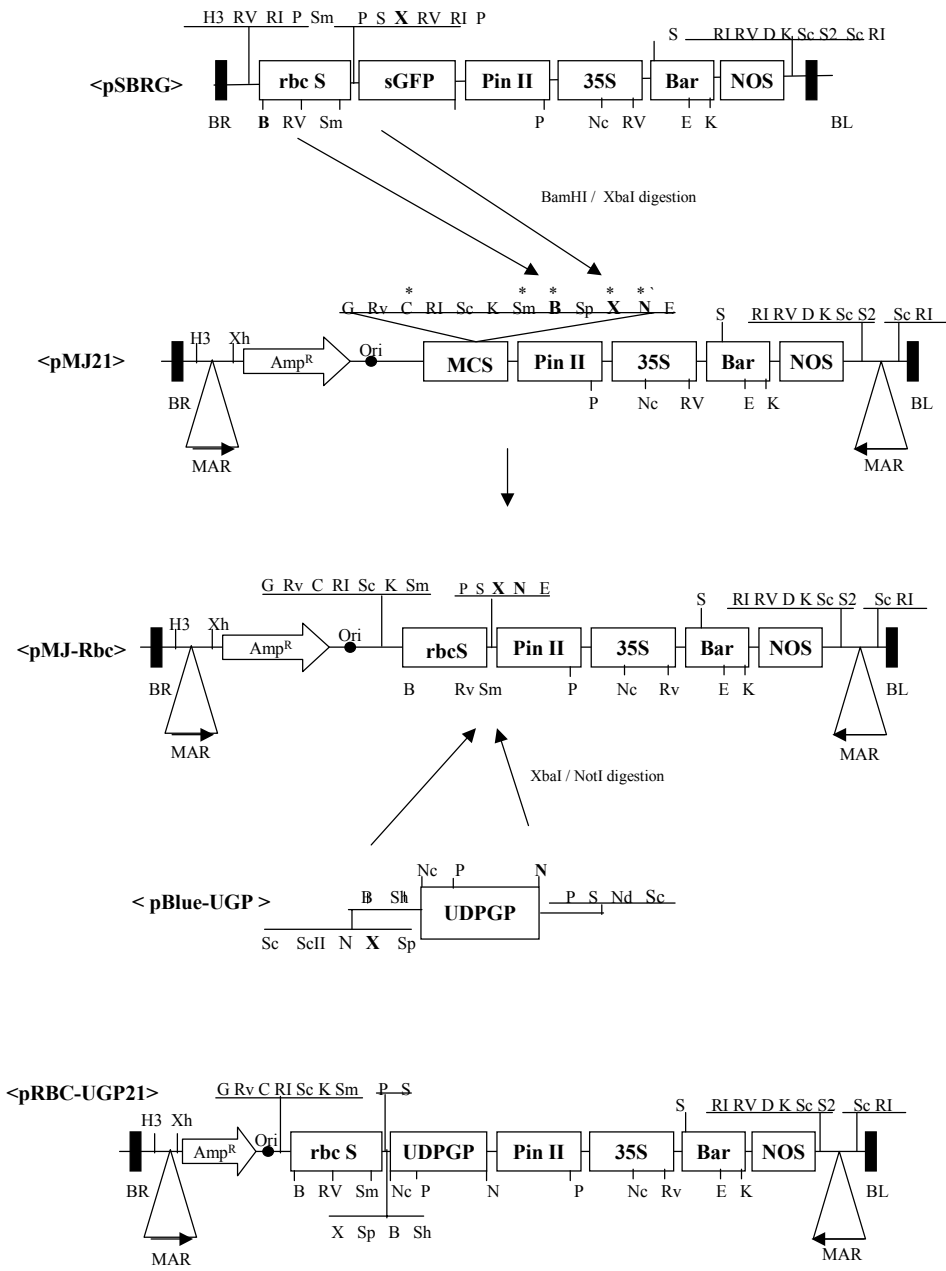 H3 RV RI P Sm
P S X RV RI P
S RI RV D K Sc S2 Sc RI
<pSBRG>
rbc S sGFP Pin II 35S Bar NOS
BR B RV Sm P Nc RV E K BL
BamHI / XbaI digestion
* * * * * `
G Rv C RI Sc K Sm B Sp X N E
S RI RV D K Sc S2 Sc RI
<pMJ21>
H3 Xh AmpR Ori MCS Pin II 35S Bar NOS
BR P Nc RV E K BL
MAR MAR
G Rv C RI Sc K Sm
P S X N E
S RI RV D K Sc S2 Sc RI
<pMJ-Rbc>
H3 Xh AmpR Ori rbcS Pin II 35S Bar NOS
BR B Rv Sm P Nc Rv E K BL
MAR MAR
XbaI / NotI digestion
Nc P N
< pBlue-UGP >
B Sh UDPGP P S Nd Sc
Sc ScII N X Sp
<pRBC-UGP21>
G Rv C RI Sc K Sm P S
S RI RV D K Sc S2 Sc RI
H3 Xh AmpR Ori rbc S UDPGP Pin II 35S Bar NOS
BR B RV Sm Nc P N P Nc Rv E K BL
X Sp B Sh
MAR MAR